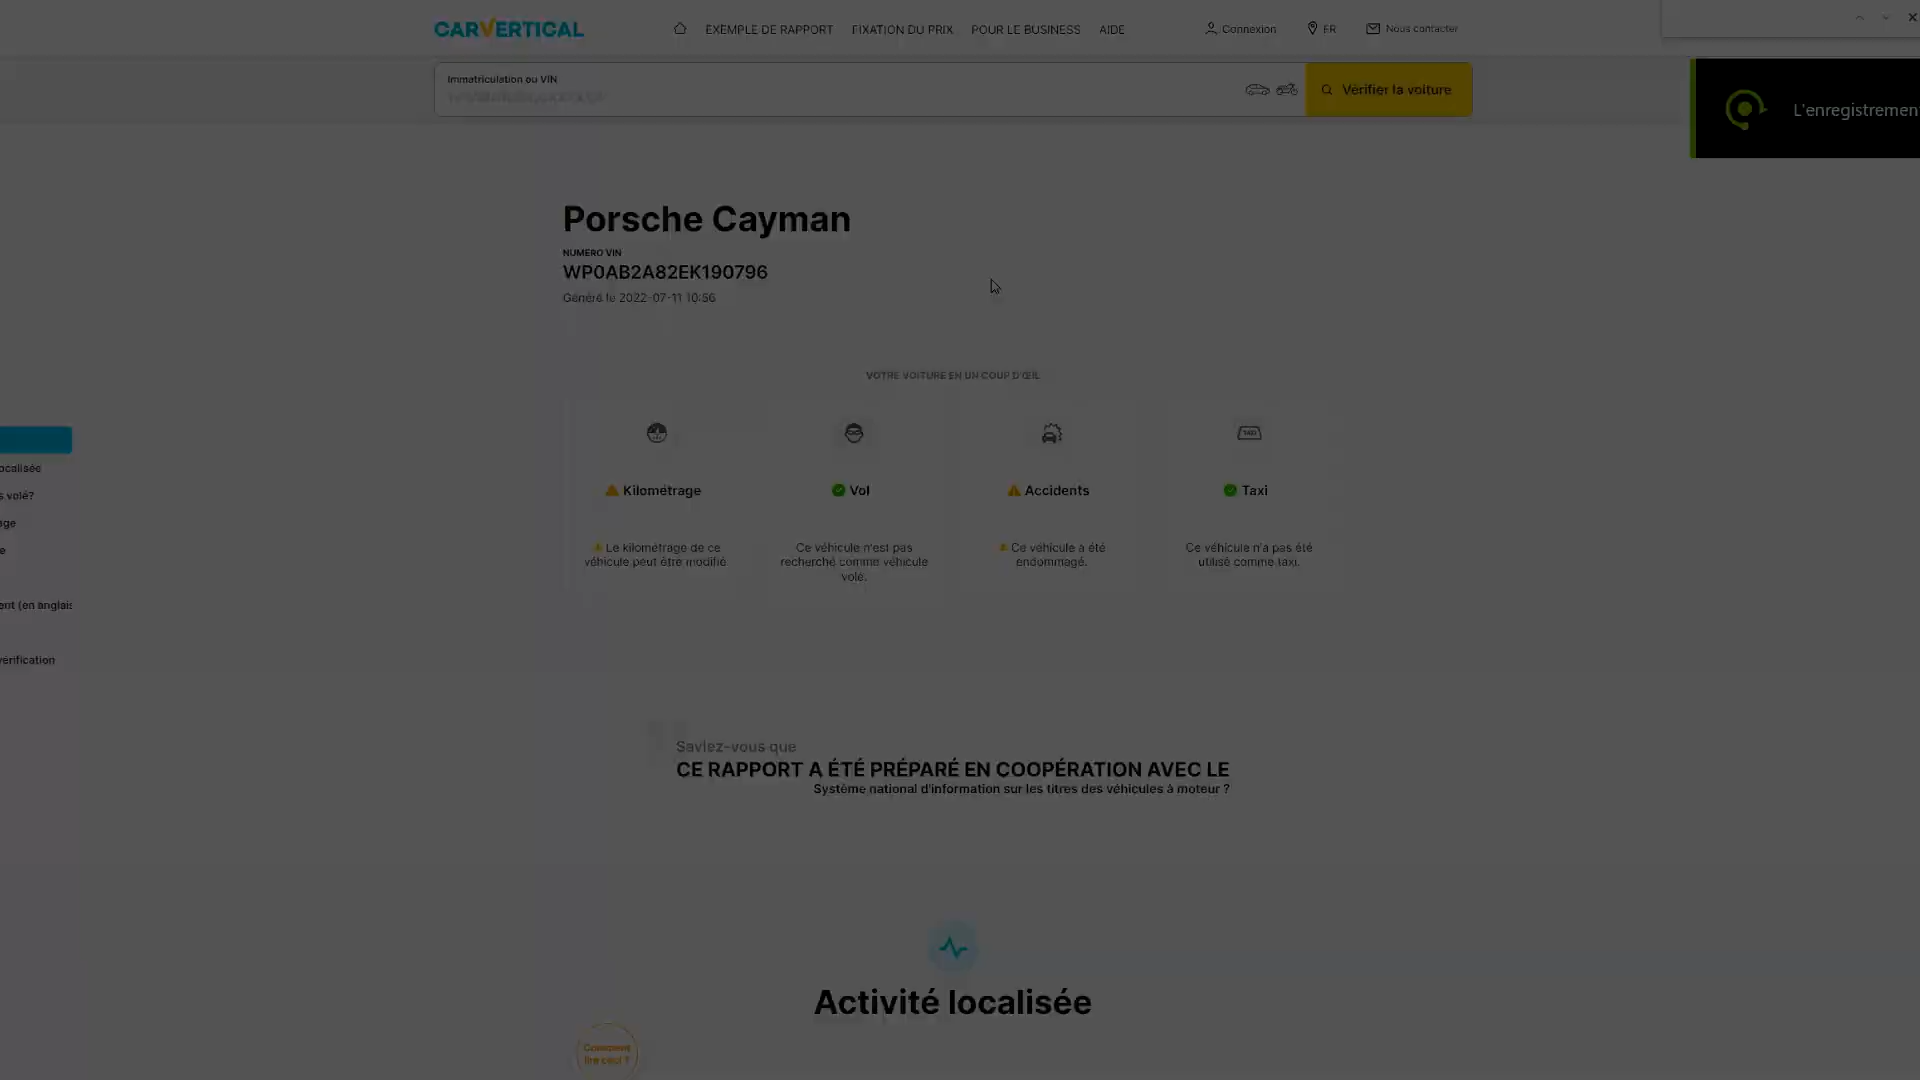 CARVERTICAL
EXEMPLE DE RAPPORT
FIXATION DU PRIX
POUR LE BUSINESS
AIDE
Connexion
FR
Nous contacter
Immatriculation ou VIN
Vérifier la voiture
L'enregistremen
Porsche Cayman
NUMÉRO VIN
WP0AB2A82EK190796
Généré le 2022-07-11 10:56
VOTRE VOITURE EN UN COUP D'ŒIL
TAXI
Kilométrage
Vol
Accidents
Taxi
Le kilométrage de ce
véhicule peut être modifié.
Ce véhicule n'est pas
recherché comme véhicule
volé.
Ce véhicule a été
endommagé.
Ce véhicule n'a pas été
utilisé comme taxi.
ocalisée
s volé?
age
e
ent (en anglais
vérification
Saviez-vous que
CE RAPPORT A ÉTÉ PRÉPARÉ EN COOPÉRATION AVEC LE
Système national d'information sur les titres des véhicules à moteur ?
Activité localisée
Comment
lire ceci ?